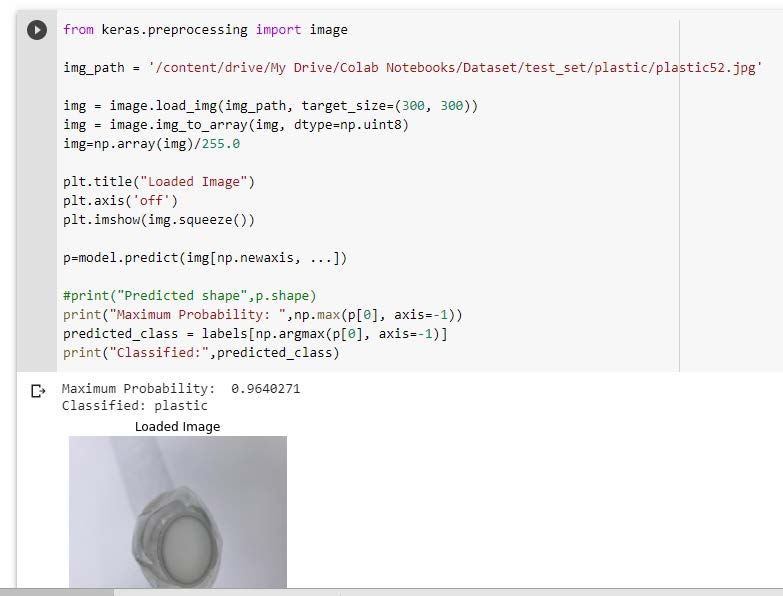 from keras.preprocessing import image
img_path = '/content/drive/My Drive/Colab Notebooks/Dataset/test_set/plastic/plastic52.jpg'
img = image.load_img(img_path, target_size=(300, 300))
img = image.img_to_array(img, dtype=np.uint8)
img=np.array(img)/255.0
plt.title("Loaded Image")
plt.axis('off')
plt.imshow(img.squeeze())
p=model.predict(img[np.newaxis, ...])
#print("Predicted shape",p.shape)
print("Maximum Probability: ",np.max(p[0], axis=-1))
predicted_class = labels[np.argmax(p[0], axis=-1)]
print("Classified:",predicted_class)
Maximum Probability:  0.9640271
Classified: plastic
Loaded Image